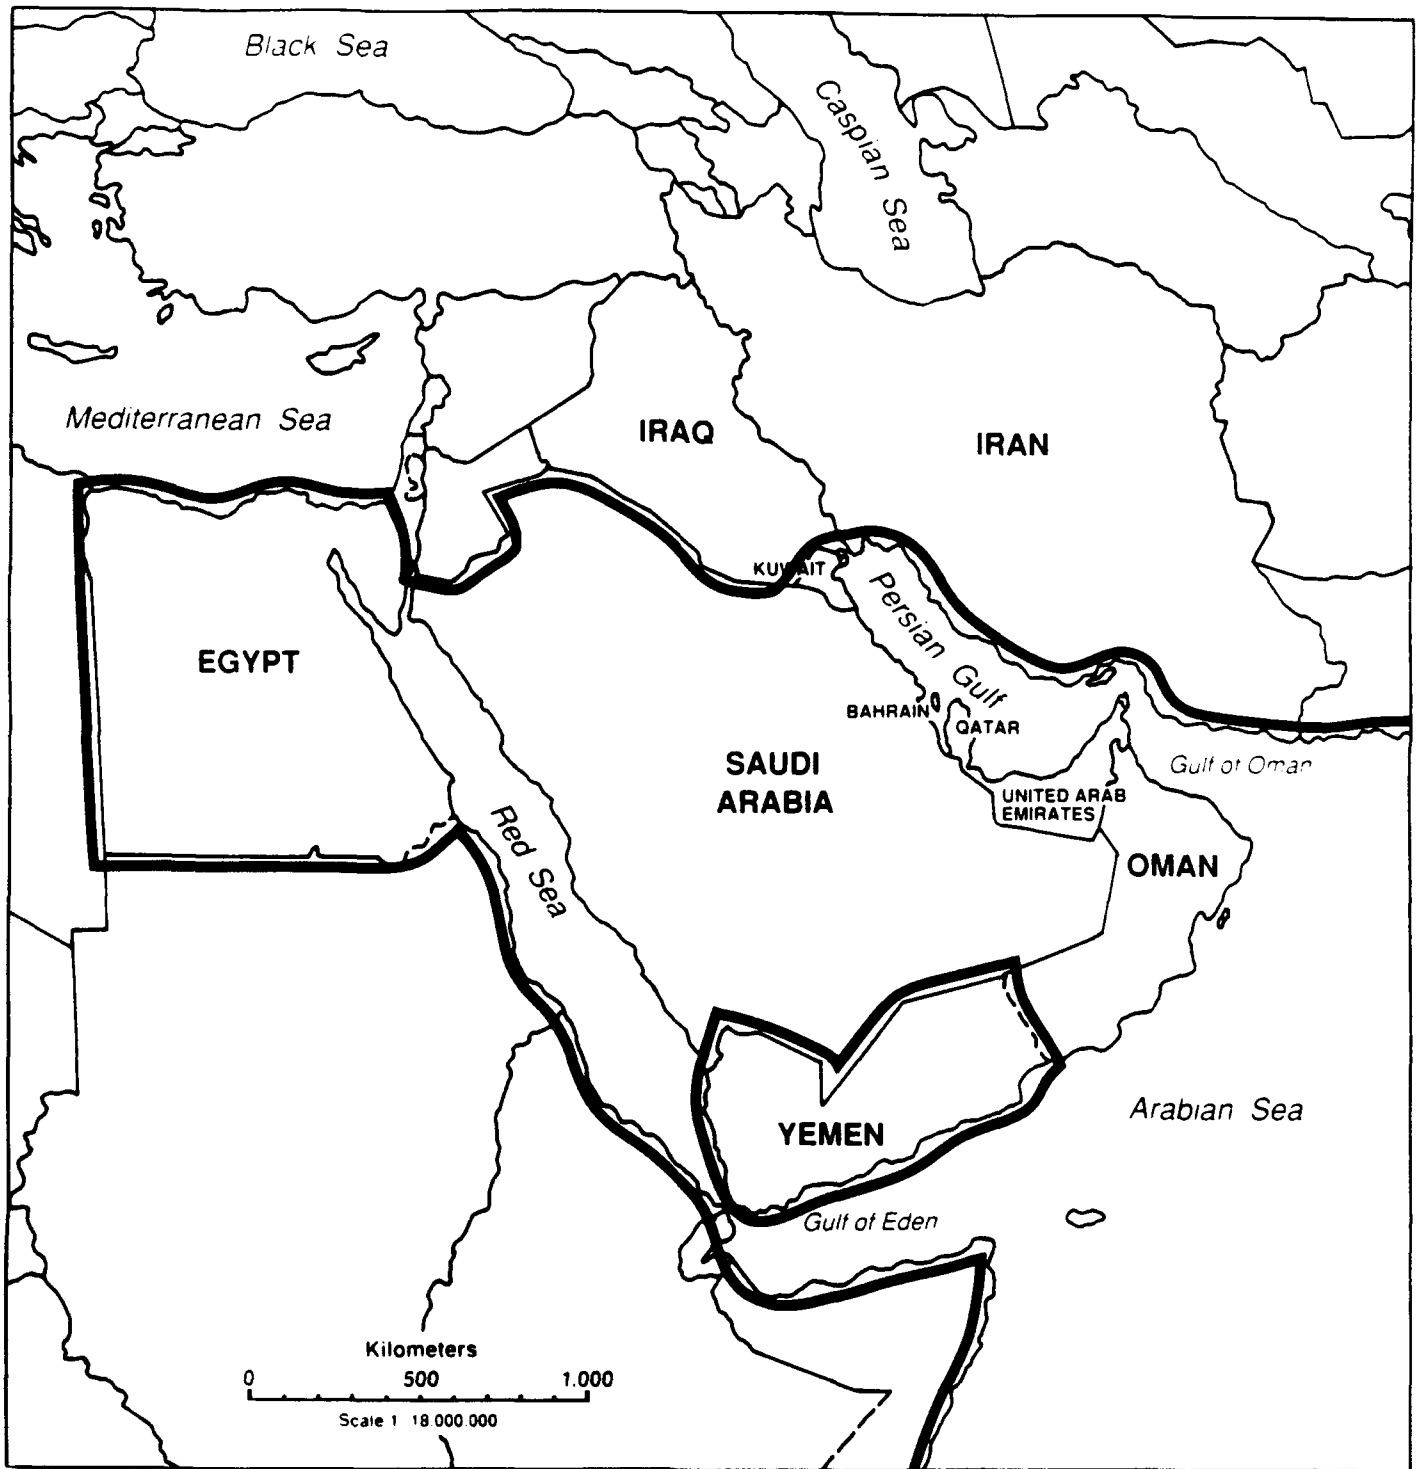 Black Sea
Caspian Sea
Mediterranean Sea
IRAQ
IRAN
KUWAIT
Persian Gulf
EGYPT
BAHRAIN
QATAR
SAUDI
ARABIA
Gulf of Oman
UNITED ARAB
EMIRATES
Red Sea
OMAN
YEMEN
Arabian Sea
Gulf of Eden
Kilometers
0 500 1.000
Scale 1 18.000.000